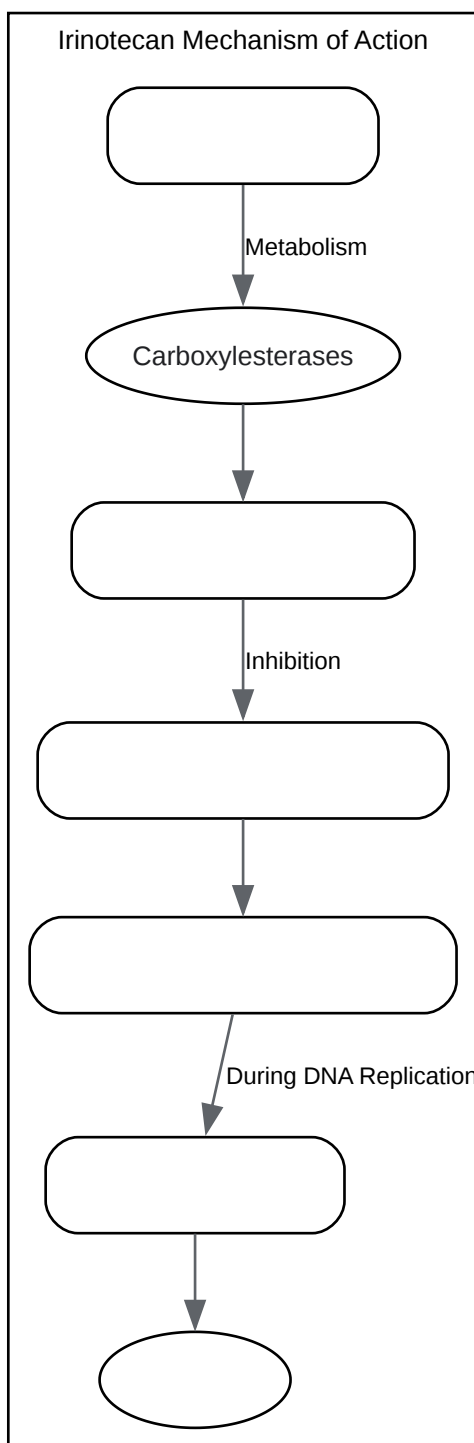 Irinotecan Mechanism of Action
Metabolism
Carboxylesterases
Inhibition
During DNA Replication